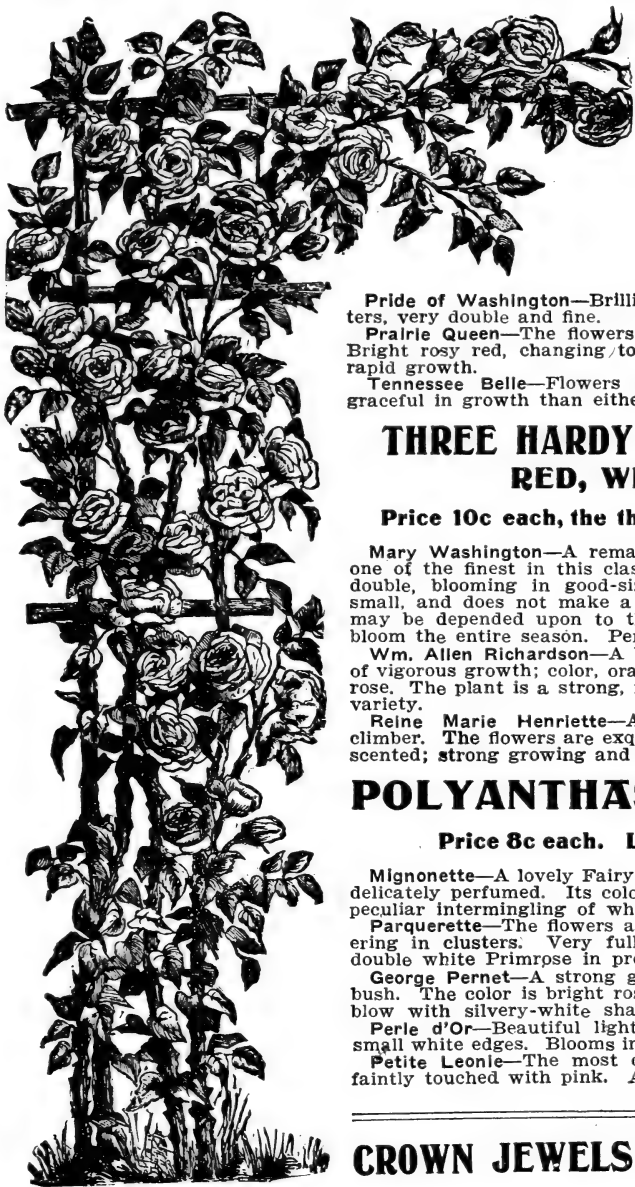 Pride of Washington—Brilli
ters, very double and fine.
Prairie Queen—The flowers
Bright rosy red, changing to
rapid growth.
Tennessee Belle—Flowers
graceful in growth than eithe
THREE HARDY
RED, WI
Price 10c each, the th
Mary Washington—A rema
one of the finest in this clas
double, blooming in good-si
small, and does not make a
may be depended upon to t
bloom the entire season. Pe
Wm. Allen Richardson—A
of vigorous growth; color, ora
rose. The plant is a strong,
variety.
Reine Marie Henriette—A
climber. The flowers are exq
scented; strong growing and
POLYANTHAS
Price 8c each. L
Mignonette—A lovely Fairy
delicately perfumed. Its colo
peculiar intermingling of wh
Parquerette—The flowers a
ering in clusters. Very full
double white Primrose in pr
George Pernet—A strong g
bush. The color is bright ros
blow with silvery-white sha
Perle d'Or—Beautiful light
small white edges. Blooms in
Petite Leonie—The most
faintly touched with pink. A
CROWN JEWELS